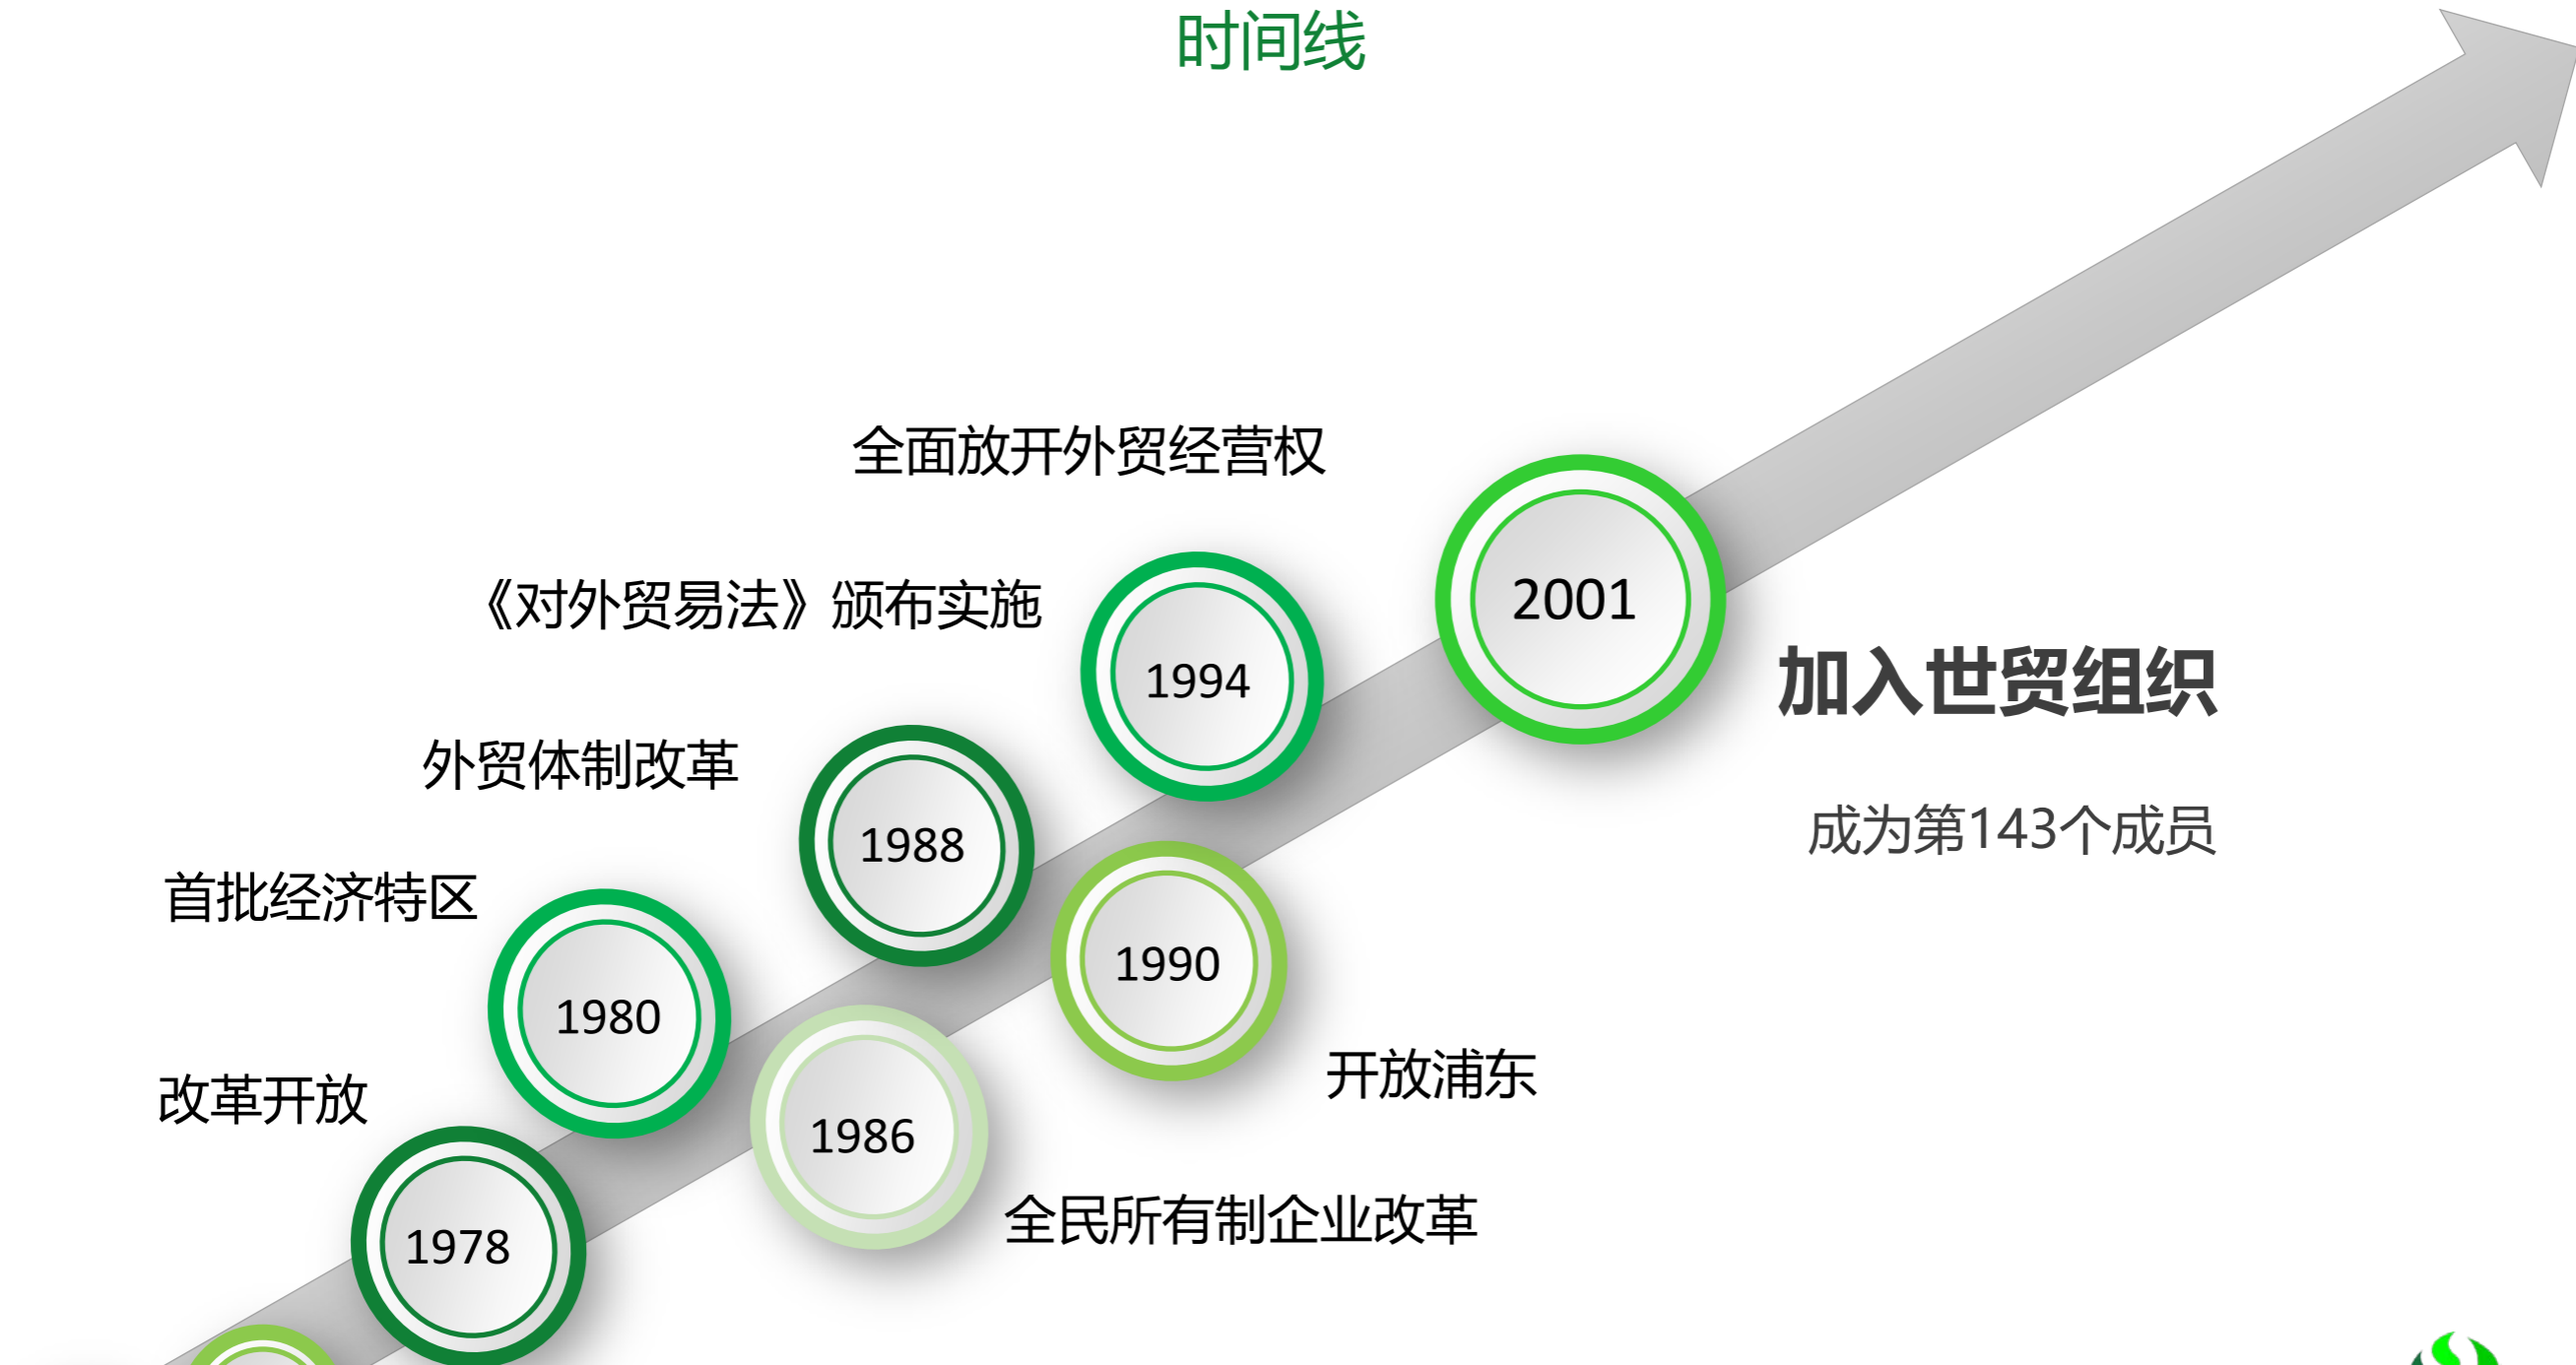 时间线
全面放开外贸经营权
2001
《对外贸易法》颁布实施
1994
加入世贸组织
外贸体制改革
1988
成为第143个成员
首批经济特区
1980
1990
改革开放
1986
开放浦东
1978
全民所有制企业改革